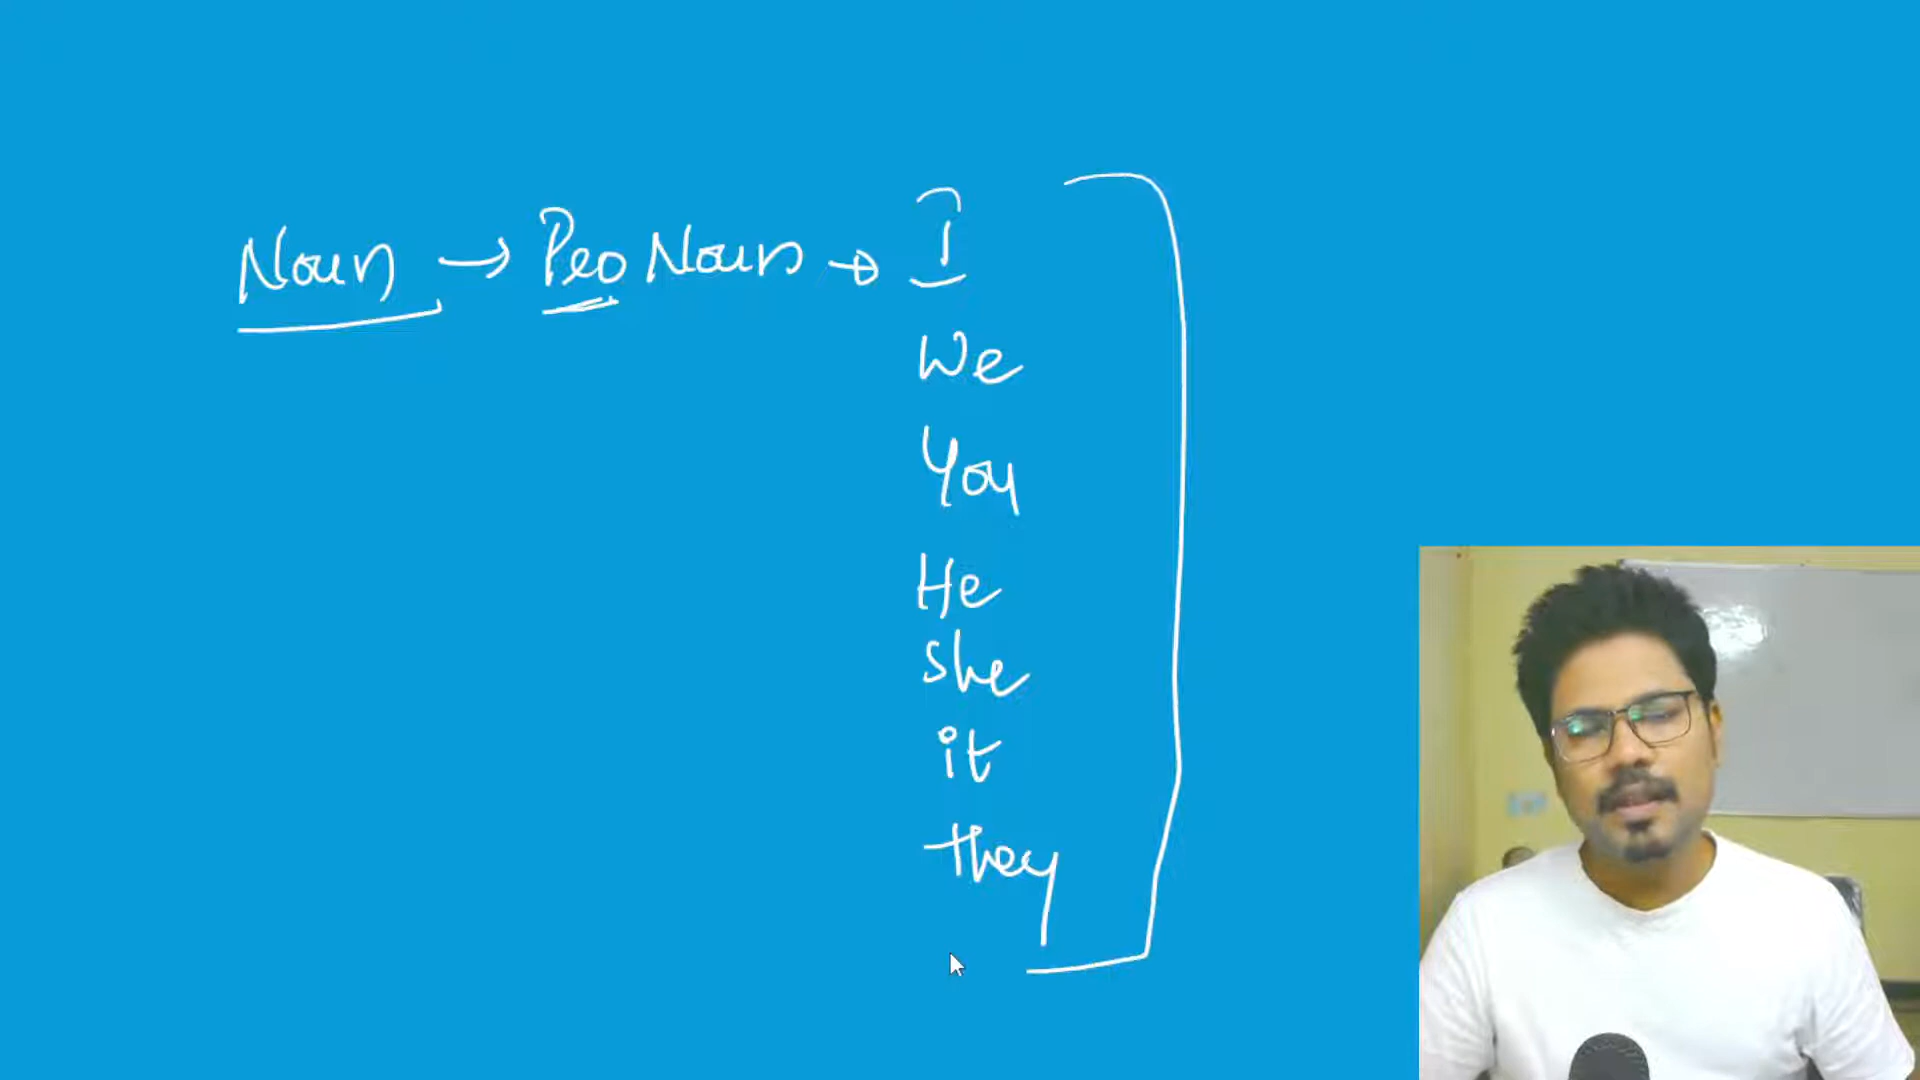 Noun → Pro Noun → I
We
You
He
She
it
they